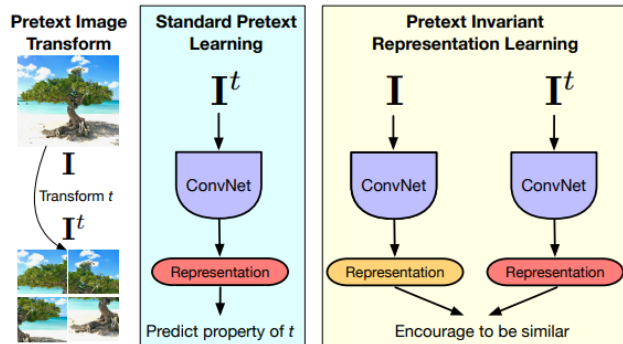 Pretext Image
Transform
I
Transform t
I^t
Standard Pretext
Learning
I^t
ConvNet
Representation
Predict property of t
Pretext Invariant
Representation Learning
I
I^t
ConvNet
ConvNet
Representation
Representation
Encourage to be similar